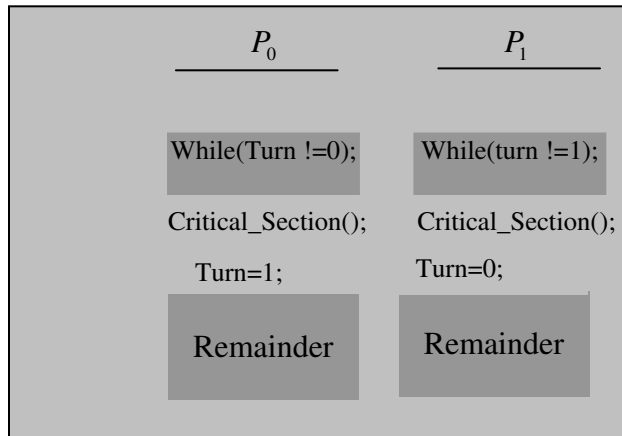 P0
P1
While(Turn !=0);
While(turn !=1);
Critical_Section();
Critical_Section();
Turn=1;
Turn=0;
Remainder
Remainder